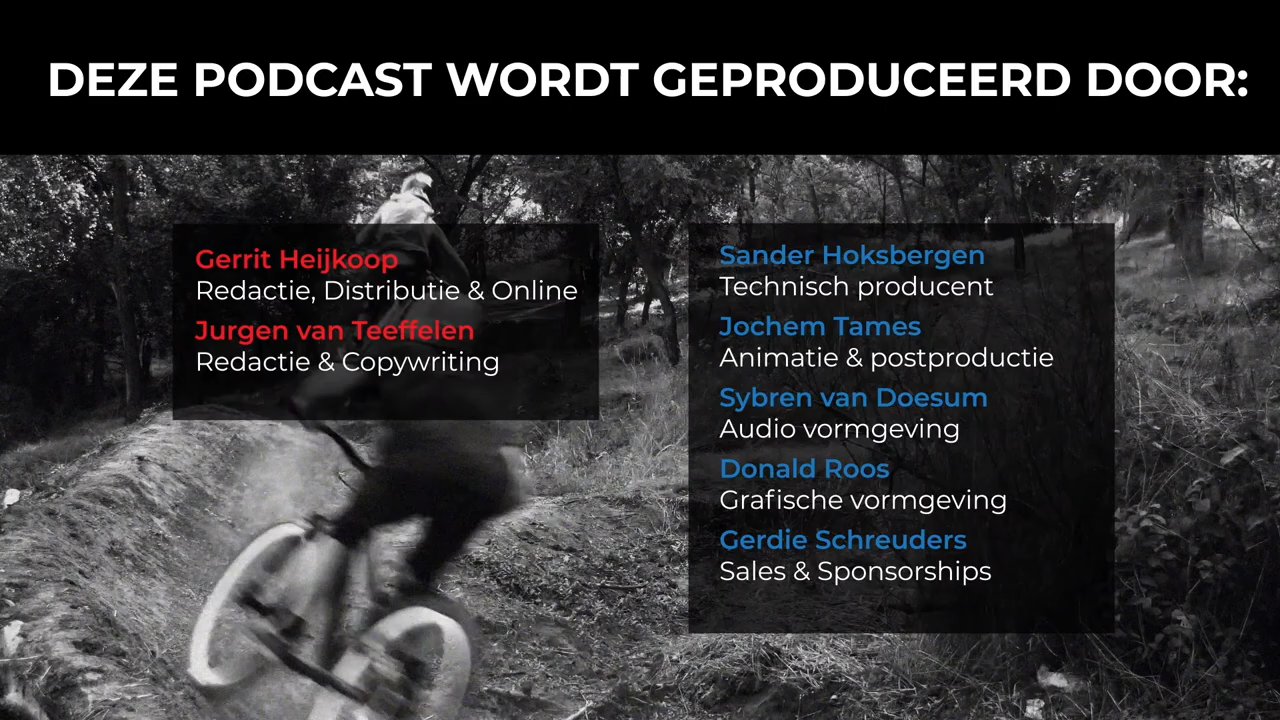 DEZE PODCAST WORDT GEPRODUCEERD DOOR:
Gerrit Heijkoop
Redactie, Distributie & Online
Jurgen van Teeffelen
Redactie & Copywriting
Sander Hoksbergen
Technisch producent
Jochem Tames
Animatie & postproductie
Sybren van Doesum
Audio vormgeving
Donald Roos
Grafische vormgeving
Gerdie Schreuders
Sales & Sponsorships